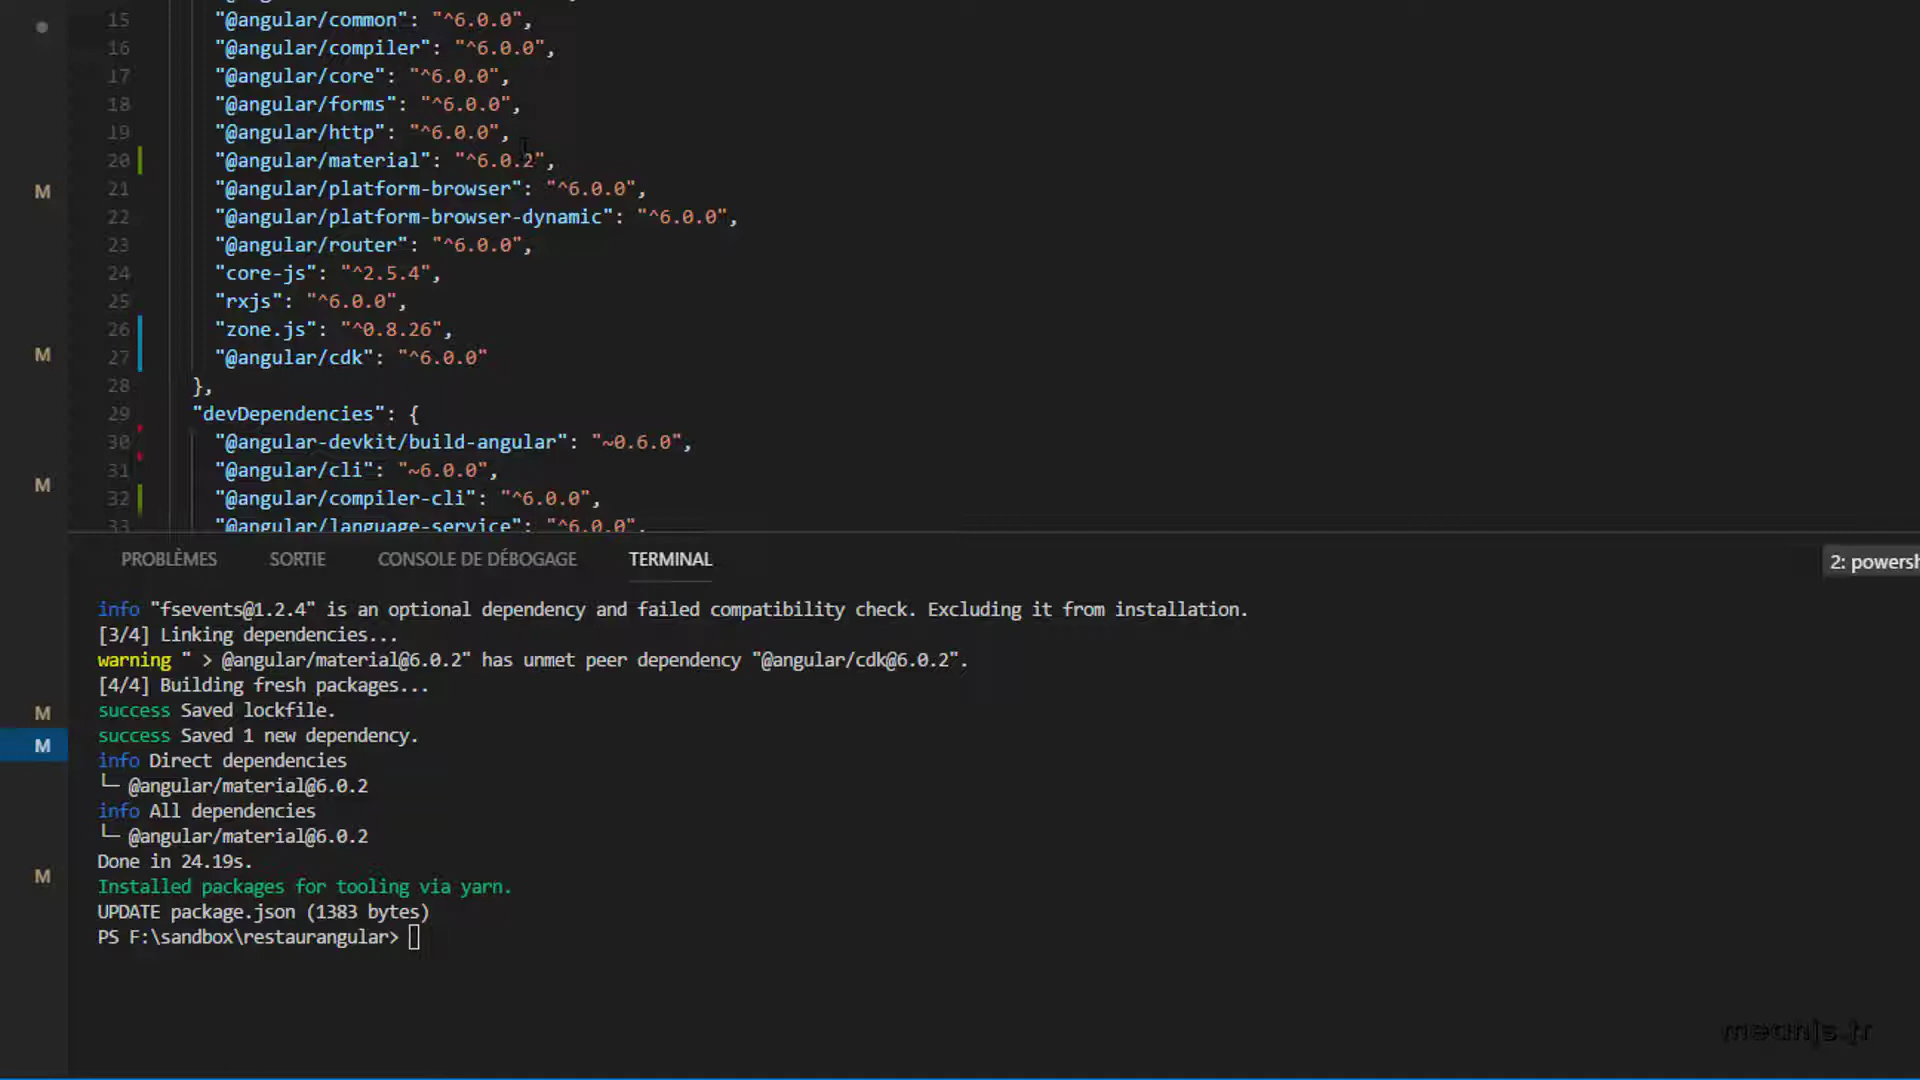 15 "@angular/common": "^6.0.0",
16 "@angular/compiler": "^6.0.0",
17 "@angular/core": "^6.0.0",
18 "@angular/forms": "^6.0.0",
19 "@angular/http": "^6.0.0",
20 "@angular/material": "^6.0.2",
21 "@angular/platform-browser": "^6.0.0",
22 "@angular/platform-browser-dynamic": "^6.0.0",
23 "@angular/router": "^6.0.0",
24 "core-js": "^2.5.4",
25 "rxjs": "^6.0.0",
26 "zone.js": "^0.8.26",
27 "@angular/cdk": "^6.0.0"
28 },
29 "devDependencies": {
30 "@angular-devkit/build-angular": "~0.6.0",
31 "@angular/cli": "~6.0.0",
32 "@angular/compiler-cli": "^6.0.0",
33 "@angular/language-service": "^6.0.0",
M
M
M
M
M
M
PROBLÈMES SORTIE CONSOLE DE DÉBOGAGE TERMINAL 2: powersh
info "fsevents@1.2.4" is an optional dependency and failed compatibility check. Excluding it from installation.
[3/4] Linking dependencies...
warning " > @angular/material@6.0.2" has unmet peer dependency "@angular/cdk@6.0.2".
[4/4] Building fresh packages...
success Saved lockfile.
success Saved 1 new dependency.
info Direct dependencies
└─ @angular/material@6.0.2
info All dependencies
└─ @angular/material@6.0.2
Done in 24.19s.
Installed packages for tooling via yarn.
UPDATE package.json (1383 bytes)
PS F:\sandbox\restaurangular>